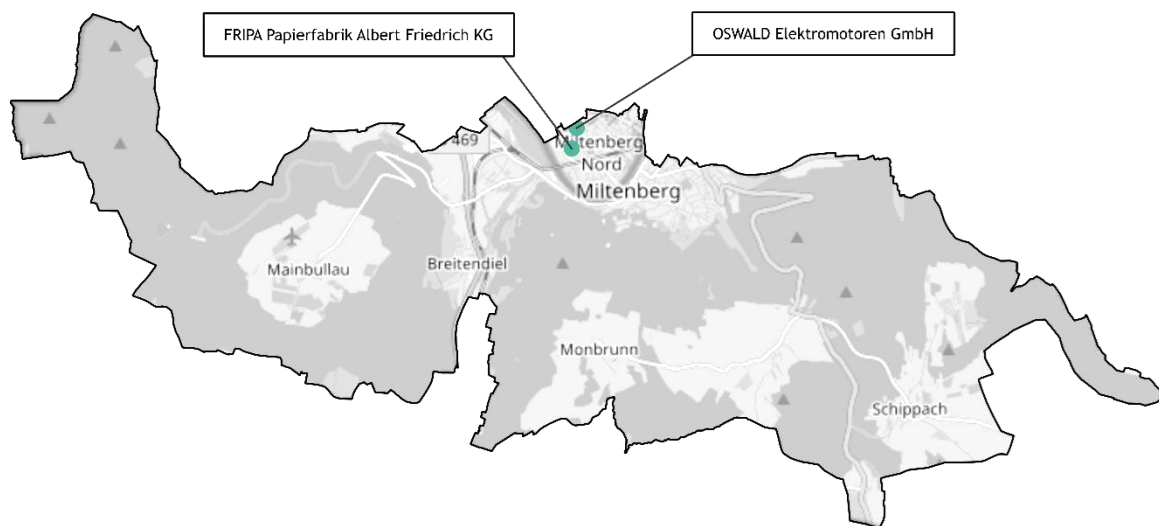 FRIPA Papierfabrik Albert Friedrich KG
OSWALD Elektromotoren GmbH
469
Miltenberg
Nord
Miltenberg
Mainbullau
Breitendiel
Monbrunn
Schippach